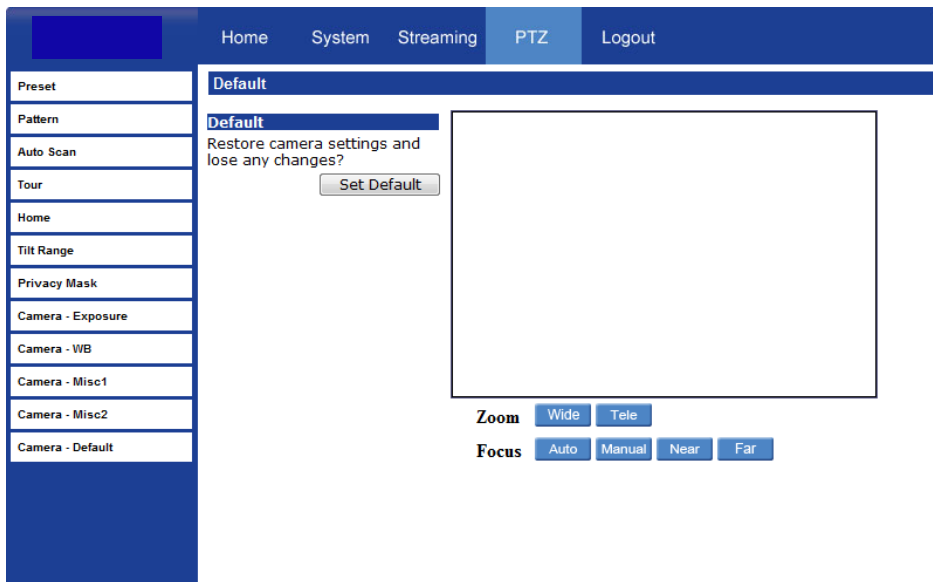 Home System Streaming PTZ Logout
Preset
Pattern
Auto Scan
Tour
Home
Tilt Range
Privacy Mask
Camera - Exposure
Camera - WB
Camera - Misc1
Camera - Misc2
Camera - Default
Default
Default
Restore camera settings and
lose any changes?
Set Default
Zoom Wide Tele
Focus Auto Manual Near Far